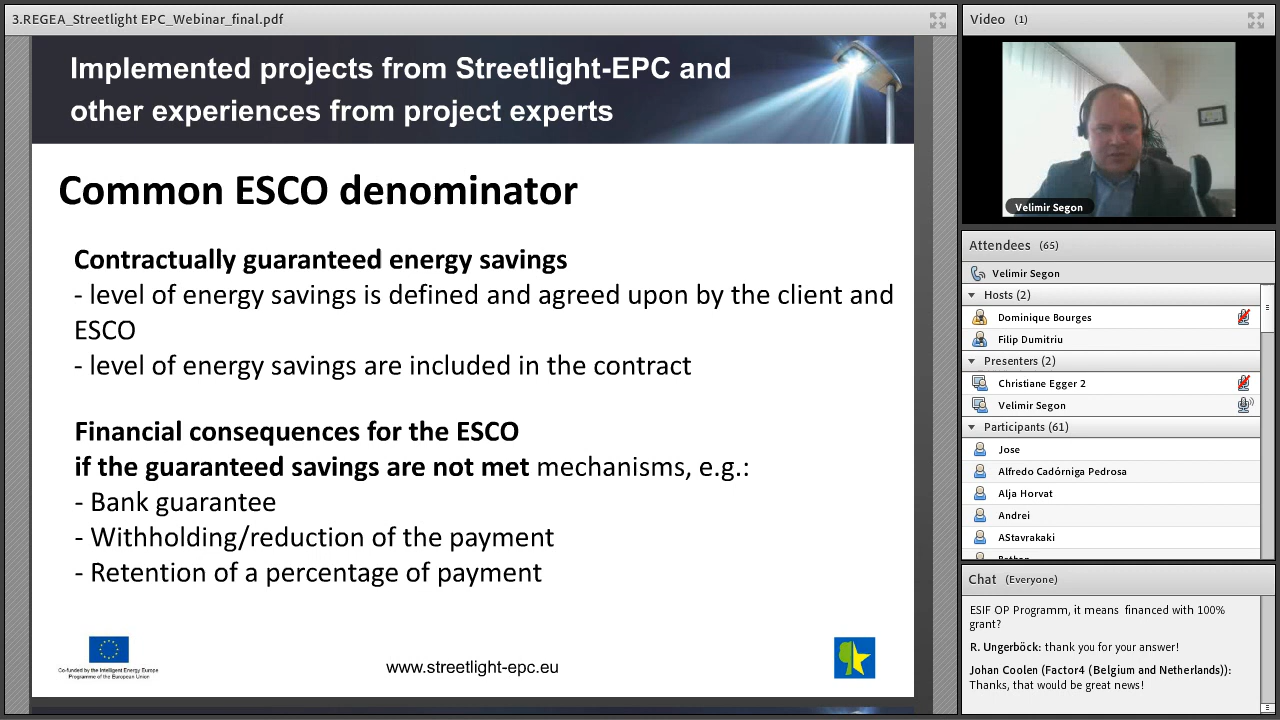 3.REGEA_Streetlight EPC_Webinar_final.pdf
Implemented projects from Streetlight-EPC and
other experiences from project experts
Common ESCO denominator
Contractually guaranteed energy savings
- level of energy savings is defined and agreed upon by the client and
ESCO
- level of energy savings are included in the contract
Financial consequences for the ESCO
if the guaranteed savings are not met mechanisms, e.g.:
- Bank guarantee
- Withholding/reduction of the payment
- Retention of a percentage of payment
Co-funded by the Intelligent Energy Europe
Programme of the European Union
www.streetlight-epc.eu
Video (1)
Velimir Segon
Attendees (65)
Velimir Segon
Hosts (2)
Dominique Bourges
Filip Dumitriu
Presenters (2)
Christiane Egger 2
Velimir Segon
Participants (61)
Jose
Alfredo Cadórniga Pedrosa
Alja Horvat
Andrei
AStavrakaki
Chat (Everyone)
ESIF OP Programm, it means financed with 100%
grant?
R. Ungerböck: thank you for your answer!
Johan Coolen (Factor4 (Belgium and Netherlands)):
Thanks, that would be great news!